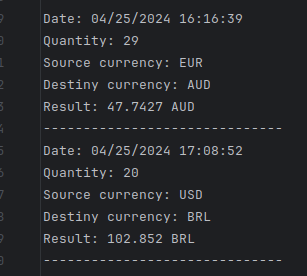 Date: 04/25/2024 16:16:39
Quantity: 29
Source currency: EUR
Destiny currency: AUD
Result: 47.7427 AUD
------------------------------
Date: 04/25/2024 17:08:52
Quantity: 20
Source currency: USD
Destiny currency: BRL
Result: 102.852 BRL
------------------------------